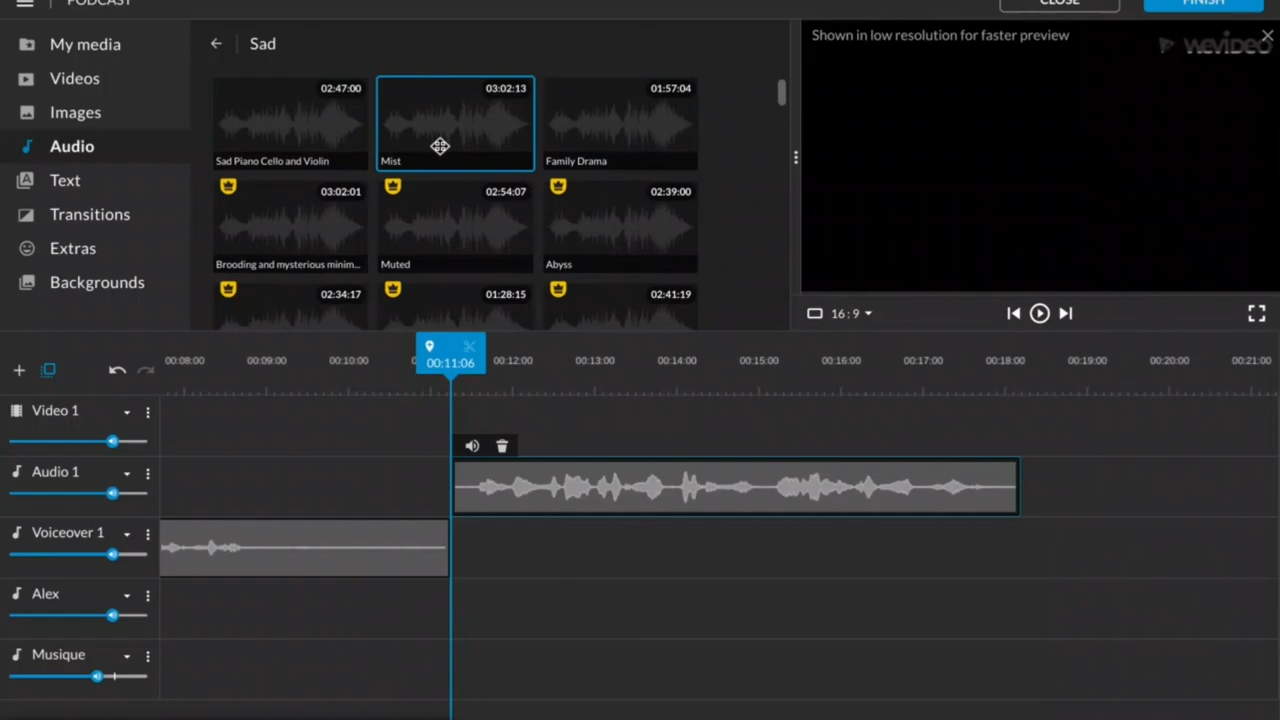 PODCAST
CLOSE
FINISH
My media
Videos
Images
Audio
Text
Transitions
Extras
Backgrounds
Sad
02:47:00
Sad Piano Cello and Violin
03:02:13
Mist
01:57:04
Family Drama
03:02:01
Brooding and mysterious minim...
02:54:07
Muted
02:39:00
Abyss
02:34:17
01:28:15
02:41:19
Shown in low resolution for faster preview
wevideo
16:9
00:08:00 00:09:00 00:10:00 00:12:00 00:13:00 00:14:00 00:15:00 00:16:00 00:17:00 00:18:00 00:19:00 00:20:00 00:21:00
00:11:06
Video 1
Audio 1
Voiceover 1
Alex
Musique